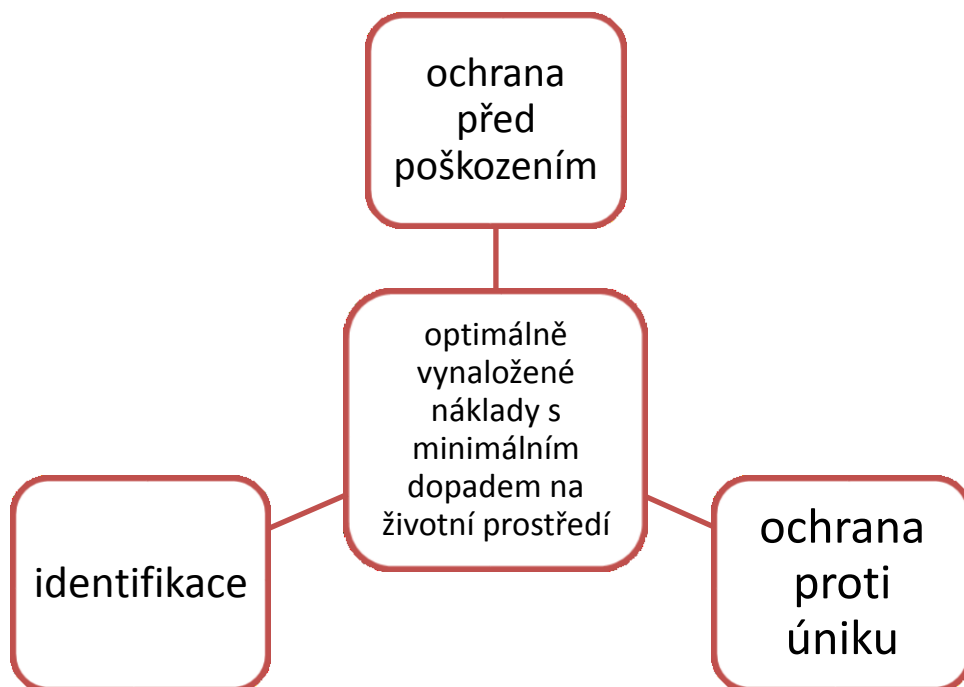 ochrana
před
poškozením
optimálně
vynaložené
náklady s
minimálním
dopadem na
životní prostředí
identifikace
ochrana
proti
úniku